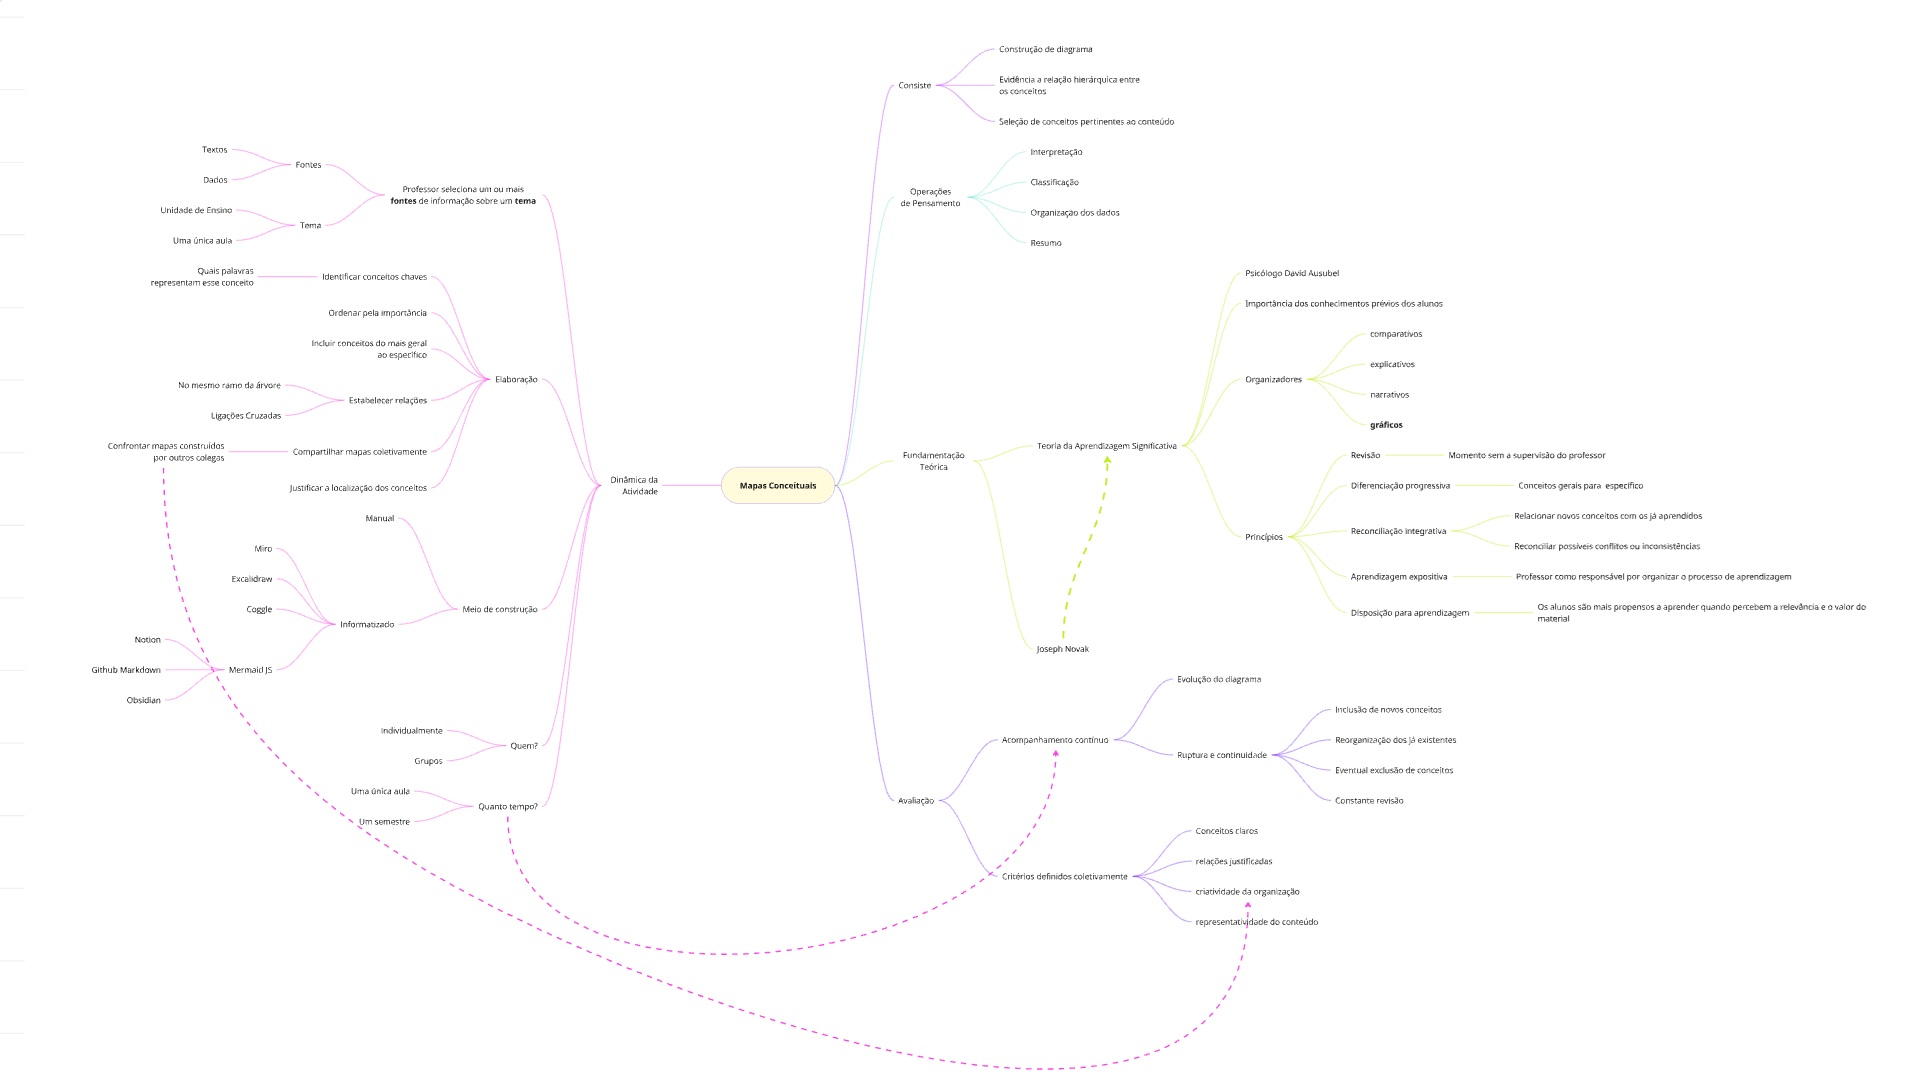 Mapas Conceituais
Consiste
Construção de diagrama
Evidência a relação hierárquica entre
os conceitos
Seleção de conceitos pertinentes ao conteúdo
Operações
de Pensamento
Interpretação
Classificação
Organização dos dados
Resumo
Fundamentação
Teórica
Teoria da Aprendizagem Significativa
Psicólogo David Ausubel
Importância dos conhecimentos prévios dos alunos
Organizadores
comparativos
explicativos
narrativos
gráficos
Princípios
Revisão
Momento sem a supervisão do professor
Diferenciação progressiva
Conceitos gerais para específico
Reconciliação integrativa
Relacionar novos conceitos com os já aprendidos
Reconciliar possíveis conflitos ou inconsistências
Aprendizagem expositiva
Professor como responsável por organizar o processo de aprendizagem
Disposição para aprendizagem
Os alunos são mais propensos a aprender quando percebem a relevância e o valor do
material
Joseph Novak
Avaliação
Acompanhamento contínuo
Evolução do diagrama
Ruptura e continuidade
Inclusão de novos conceitos
Reorganização dos já existentes
Eventual exclusão de conceitos
Constante revisão
Critérios definidos coletivamente
Conceitos claros
relações justificadas
criatividade da organização
representatividade do conteúdo
Dinâmica da
Atividade
Professor seleciona um ou mais
fontes de informação sobre um tema
Fontes
Textos
Dados
Tema
Unidade de Ensino
Uma única aula
Elaboração
Identificar conceitos chaves
Quais palavras
representam esse conceito
Ordenar pela importância
Incluir conceitos do mais geral
ao específico
Estabelecer relações
No mesmo ramo da árvore
Ligações Cruzadas
Compartilhar mapas coletivamente
Confrontar mapas construídos
por outros colegas
Justificar a localização dos conceitos
Meio de construção
Manual
Informatizado
Miro
Excalidraw
Coggle
Mermaid JS
Notion
Github Markdown
Obsidian
Quem?
Individualmente
Grupos
Quanto tempo?
Uma única aula
Um semestre